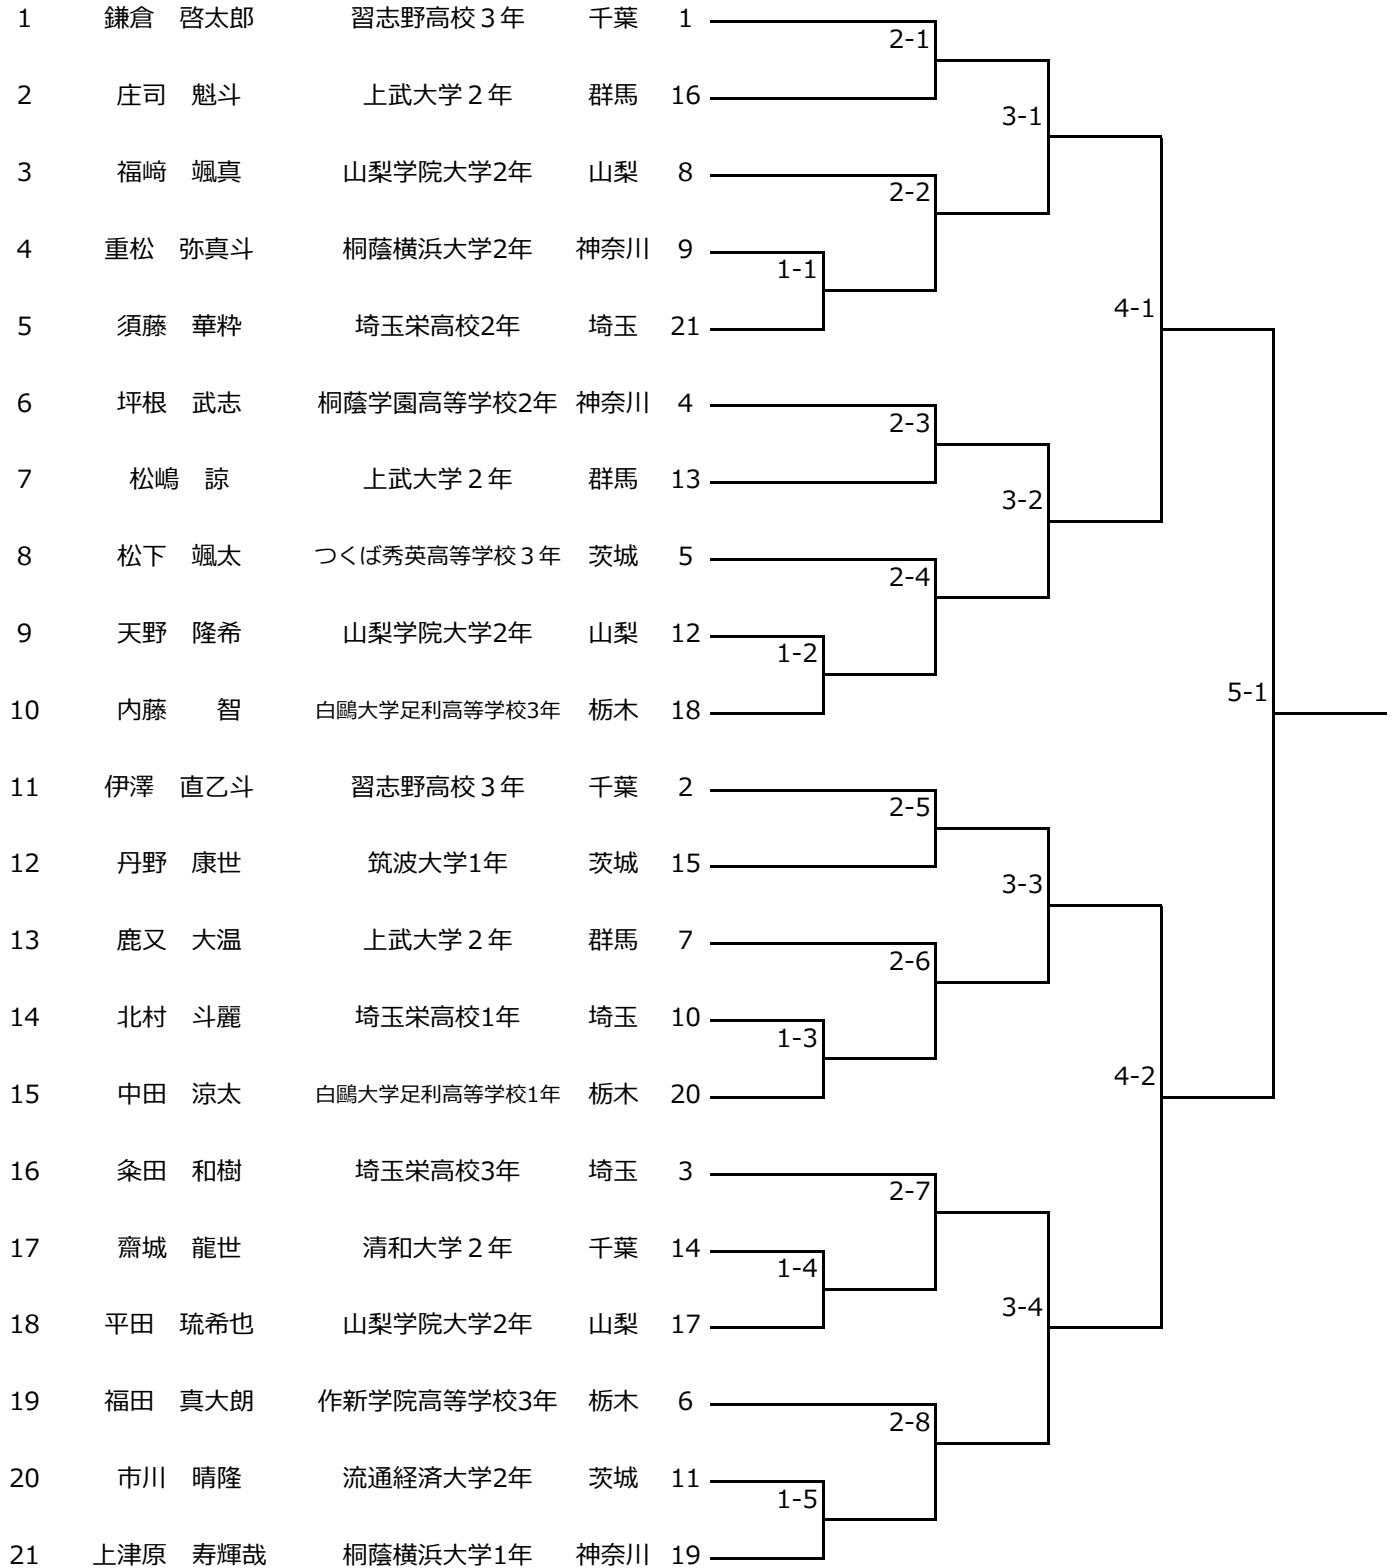 1 鎌倉　啓太郎 習志野高校３年 千葉 1
2-1
2 庄司　魁斗 上武大学２年 群馬 16
3-1
3 福﨑　颯真 山梨学院大学2年 山梨 8
2-2
4 重松　弥真斗 桐蔭横浜大学2年 神奈川 9
1-1
4-1
5 須藤　華粋 埼玉栄高校2年 埼玉 21
6 坪根　武志 桐蔭学園高等学校2年 神奈川 4
2-3
7 松嶋　諒 上武大学２年 群馬 13
3-2
8 松下　颯太 つくば秀英高等学校３年 茨城 5
2-4
9 天野　隆希 山梨学院大学2年 山梨 12
1-2
5-1
10 内藤　　智 白鷗大学足利高等学校3年 栃木 18
11 伊澤　直乙斗 習志野高校３年 千葉 2
2-5
12 丹野　康世 筑波大学1年 茨城 15
3-3
13 鹿又　大温 上武大学２年 群馬 7
2-6
14 北村　斗麗 埼玉栄高校1年 埼玉 10
1-3
4-2
15 中田　涼太 白鷗大学足利高等学校1年 栃木 20
16 粂田　和樹 埼玉栄高校3年 埼玉 3
2-7
17 齋城　龍世 清和大学２年 千葉 14
1-4
3-4
18 平田　琉希也 山梨学院大学2年 山梨 17
19 福田　真大朗 作新学院高等学校3年 栃木 6
2-8
20 市川　晴隆 流通経済大学2年 茨城 11
1-5
21 上津原　寿輝哉 桐蔭横浜大学1年 神奈川 19